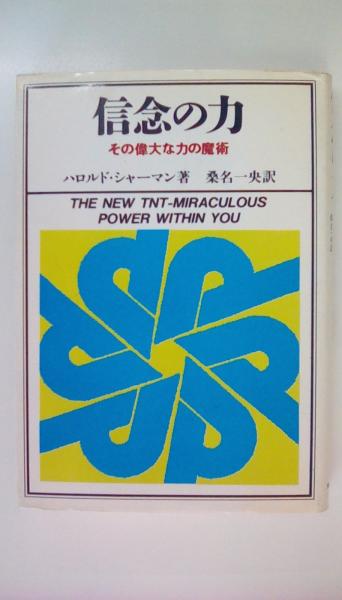 信念の力
その偉大な力の魔術
ハロルド・シャーマン著 桑名一央訳
THE NEW TNT-MIRACULOUS
POWER WITHIN YOU